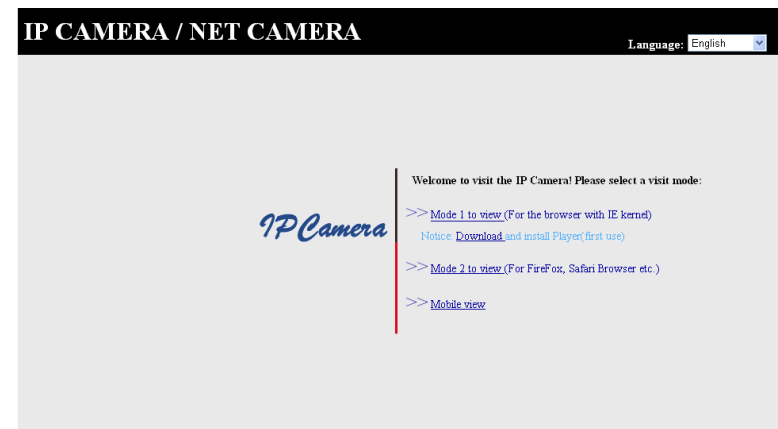 IP CAMERA / NET CAMERA
Language: English
Welcome to visit the IP Camera! Please select a visit mode:
>> Mode 1 to view (For the browser with IE kernel)
IPCamera
Notice: Download and install Player(first use)
>> Mode 2 to view (For FireFox, Safari Browser etc.)
>> Mobile view